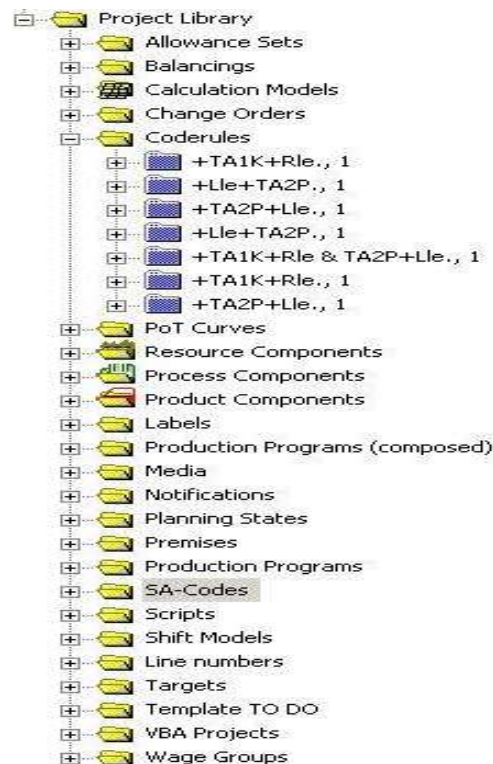 Project Library
Allowance Sets
Balancings
Calculation Models
Change Orders
Coderules
+TA1K+Rle., 1
+Lle+TA2P., 1
+TA2P+Lle., 1
+Lle+TA2P., 1
+TA1K+Rle & TA2P+Lle., 1
+TA1K+Rle., 1
+TA2P+Lle., 1
PoT Curves
Resource Components
Process Components
Product Components
Labels
Production Programs (composed)
Media
Notifications
Planning States
Premises
Production Programs
SA-Codes
Scripts
Shift Models
Line numbers
Targets
Template TO DO
VBA Projects
Wage Groups